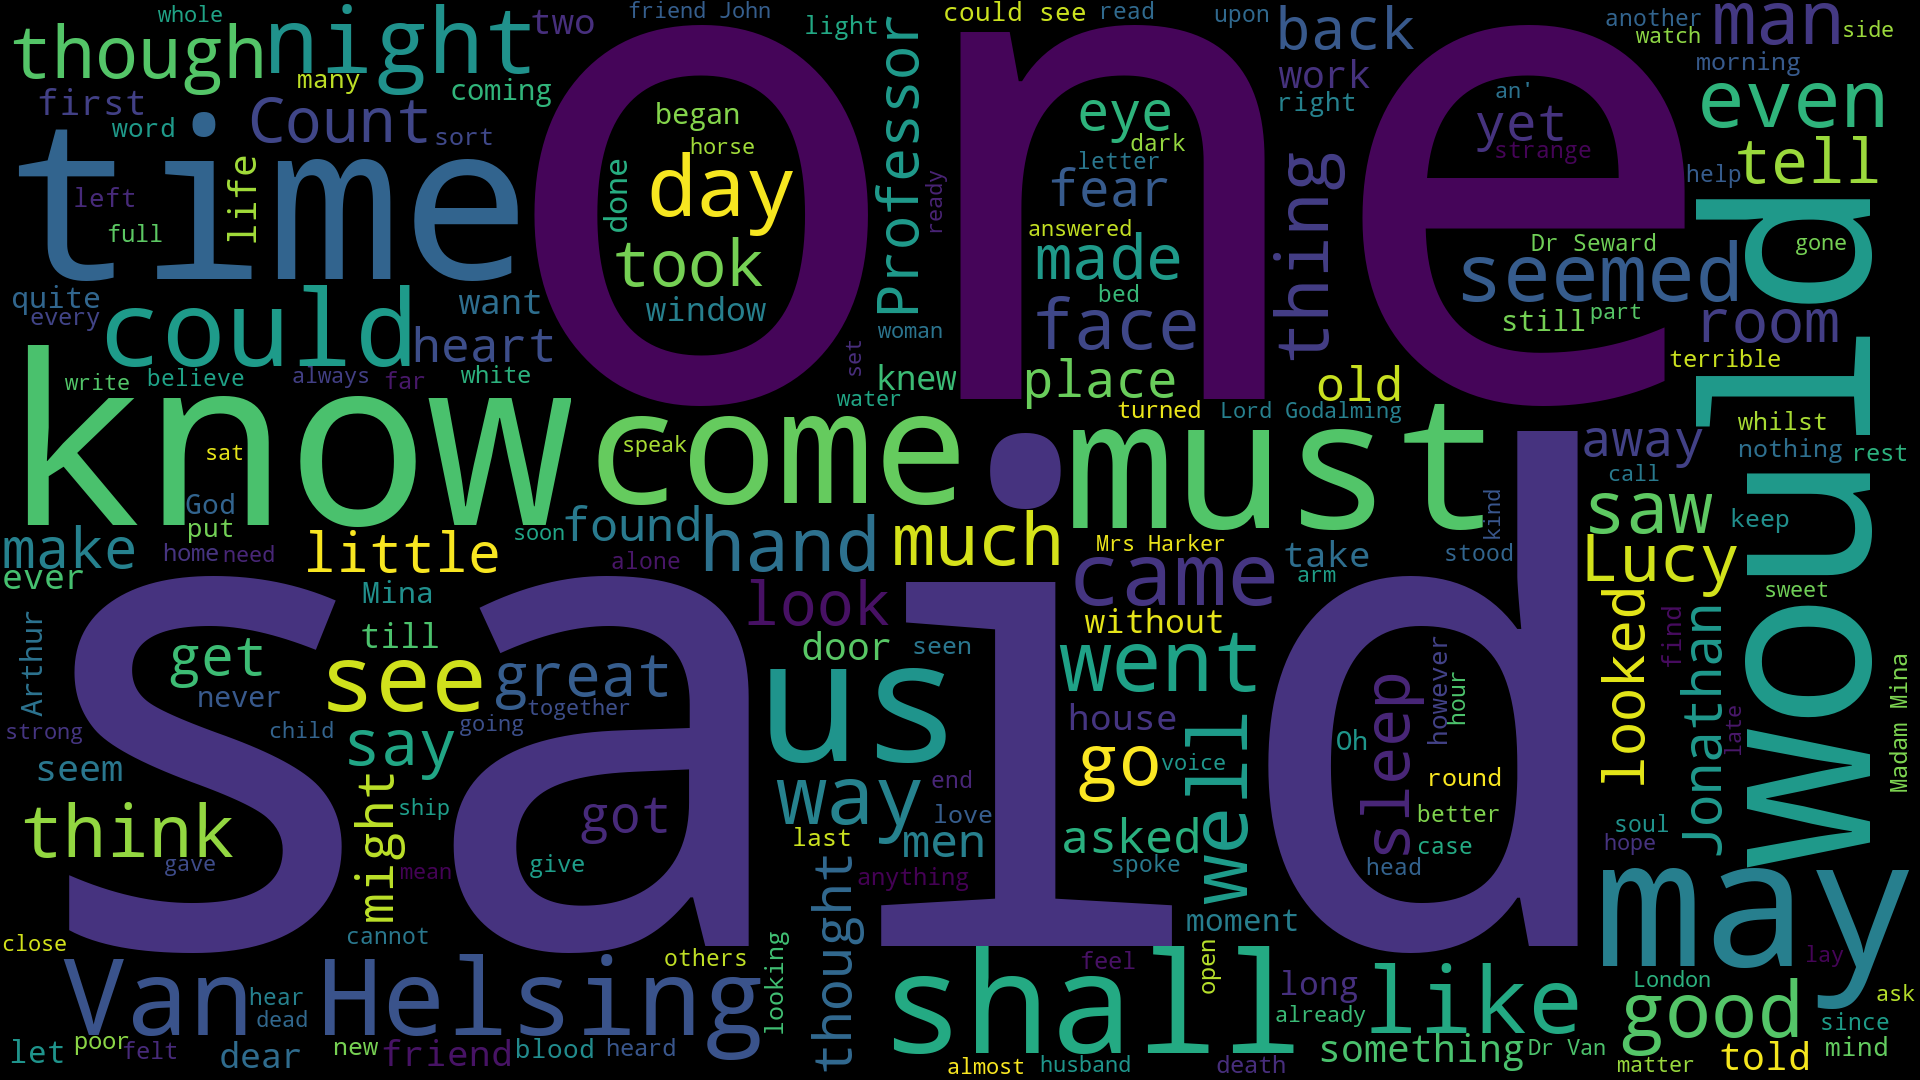 whole
friend John
could see
read
upon
another
man
side
though
night
two
one
light
back
watch
many
coming
work
morning
first
Count
began
Professor
eye
right
an'
yet
even
word
sort
horse
dark
strange
time
life
day
done
letter
thing
tell
left
fear
ready
help
full
answered
Dr Seward
gone
took
made
seemed
would
quite
want
window
bed
every
could
face
still
part
room
heart
woman
set
terrible
write
believe
always
far
white
knew
place
old
water
turned
Lord Godalming
whilst
know
come
must
away
nothing
rest
sat
speak
call
God
saw
keep
put
soon
found
hand
much
kind
make
home
need
little
alone
Mrs Harker
take
stood
Lucy
ever
came
arm
said
Mina
look
sweet
Arthur
till
without
looked
find
Jonathan
get
see
great
door
seen
went
never
us
sleep
however
hour
Madam Mina
strong
child
going
together
house
late
say
Oh
seem
go
voice
well
way
end
round
might
ship
got
love
better
think
last
men
asked
soul
gave
mean
give
thought
anything
spoke
head
case
hope
may
moment
close
cannot
others
looking
shall
feel
open
lay
Van Helsing
hear
long
like
London
good
ask
dead
already
since
let
poor
felt
dear
new
friend
blood
heard
something
Dr Van
told
mind
almost
husband
death
matter